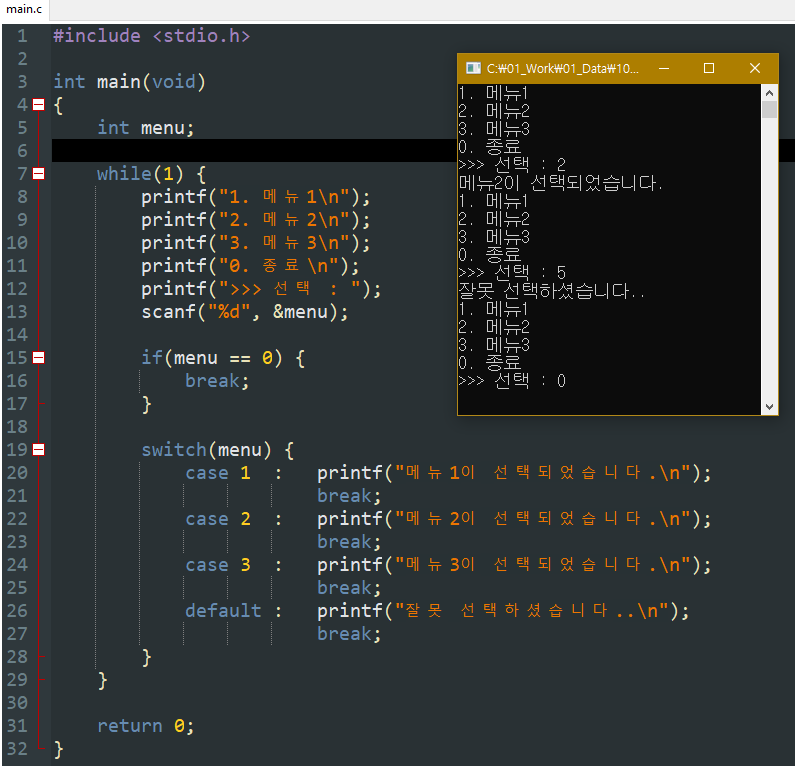 main.c
1 #include <stdio.h>
2
3 int main(void)
4 {
5 int menu;
6
7 while(1) {
8 printf("1. 메뉴1\n");
9 printf("2. 메뉴2\n");
10 printf("3. 메뉴3\n");
11 printf("0. 종료\n");
12 printf(">>> 선택 : ");
13 scanf("%d", &menu);
14
15 if(menu == 0) {
16 break;
17 }
18
19 switch(menu) {
20 case 1 : printf("메뉴1이 선택되었습니다.\n");
21 break;
22 case 2 : printf("메뉴2이 선택되었습니다.\n");
23 break;
24 case 3 : printf("메뉴3이 선택되었습니다.\n");
25 break;
26 default : printf("잘못 선택하셨습니다..\n");
27 break;
28 }
29 }
30
31 return 0;
32 }
C:₩01_Work₩01_Data₩10...
1. 메뉴1
2. 메뉴2
3. 메뉴3
0. 종료
>>> 선택 : 2
메뉴2이 선택되었습니다.
1. 메뉴1
2. 메뉴2
3. 메뉴3
0. 종료
>>> 선택 : 5
잘못 선택하셨습니다..
1. 메뉴1
2. 메뉴2
3. 메뉴3
0. 종료
>>> 선택 : 0